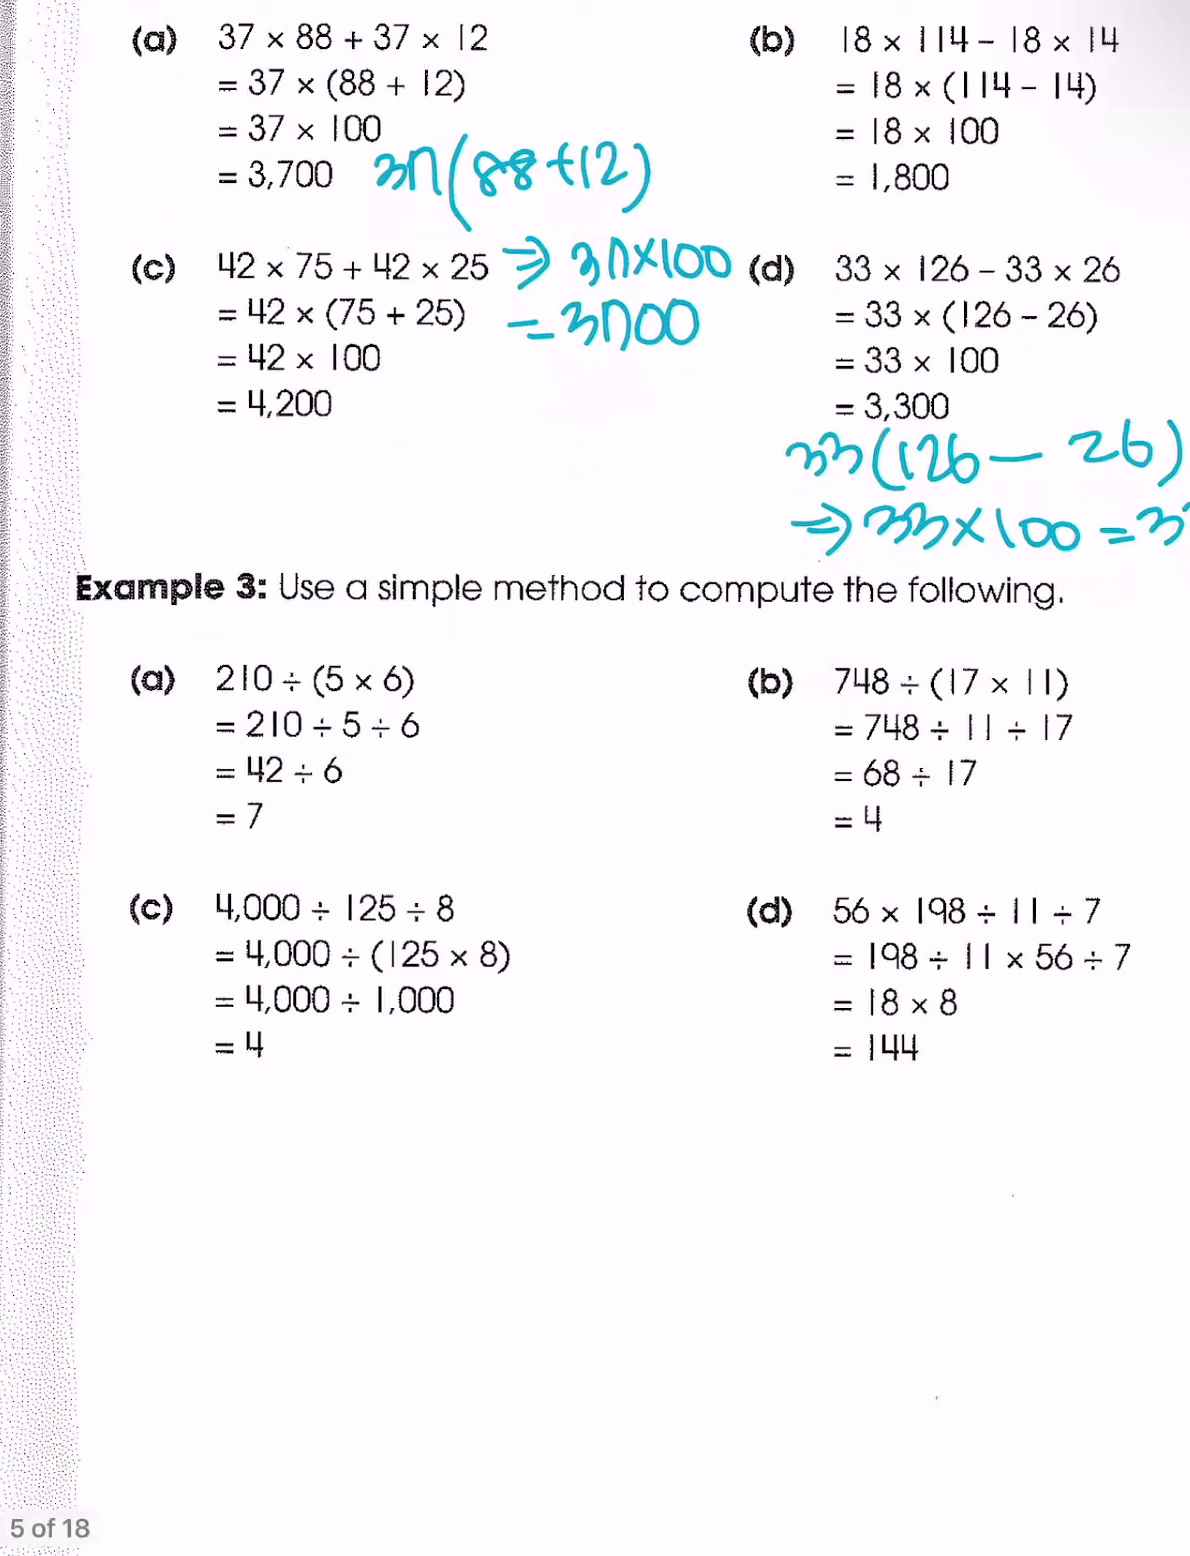 (a) 37 × 88 + 37 × 12
= 37 × (88 + 12)
= 37 × 100
= 3,700
37(88+12)
⇒ 37×100
= 3700
(b) 18 × 114 – 18 × 14
= 18 × (114 – 14)
= 18 × 100
= 1,800
(c) 42 × 75 + 42 × 25
= 42 × (75 + 25)
= 42 × 100
= 4,200
(d) 33 × 126 – 33 × 26
= 33 × (126 – 26)
= 33 × 100
= 3,300
33(126 – 26)
⇒ 33×100 = 3
Example 3: Use a simple method to compute the following.
(a) 210 ÷ (5 × 6)
= 210 ÷ 5 ÷ 6
= 42 ÷ 6
= 7
(b) 748 ÷ (17 × 11)
= 748 ÷ 11 ÷ 17
= 68 ÷ 17
= 4
(c) 4,000 ÷ 125 ÷ 8
= 4,000 ÷ (125 × 8)
= 4,000 ÷ 1,000
= 4
(d) 56 × 198 ÷ 11 ÷ 7
= 198 ÷ 11 × 56 ÷ 7
= 18 × 8
= 144
5 of 18